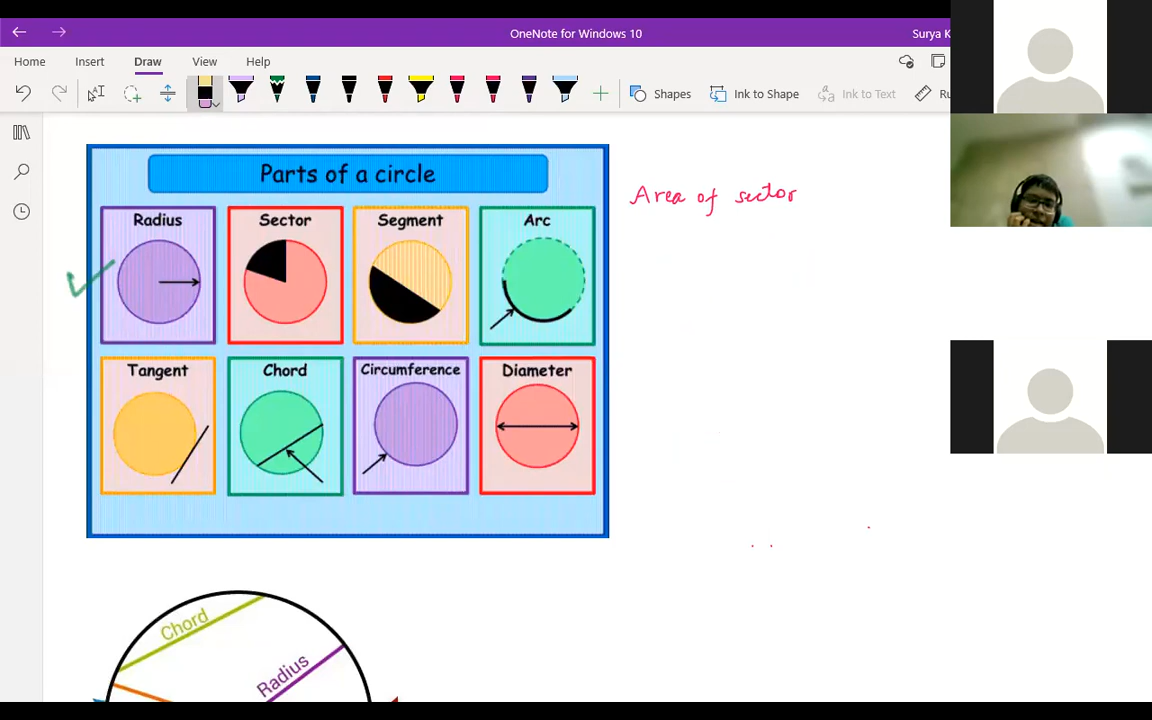 OneNote for Windows 10
Surya K
Home Insert Draw View Help
Shapes Ink to Shape Ink to Text Ru
Parts of a circle
Radius Sector Segment Arc
Tangent Chord Circumference Diameter
Area of sector
Chord
Radius